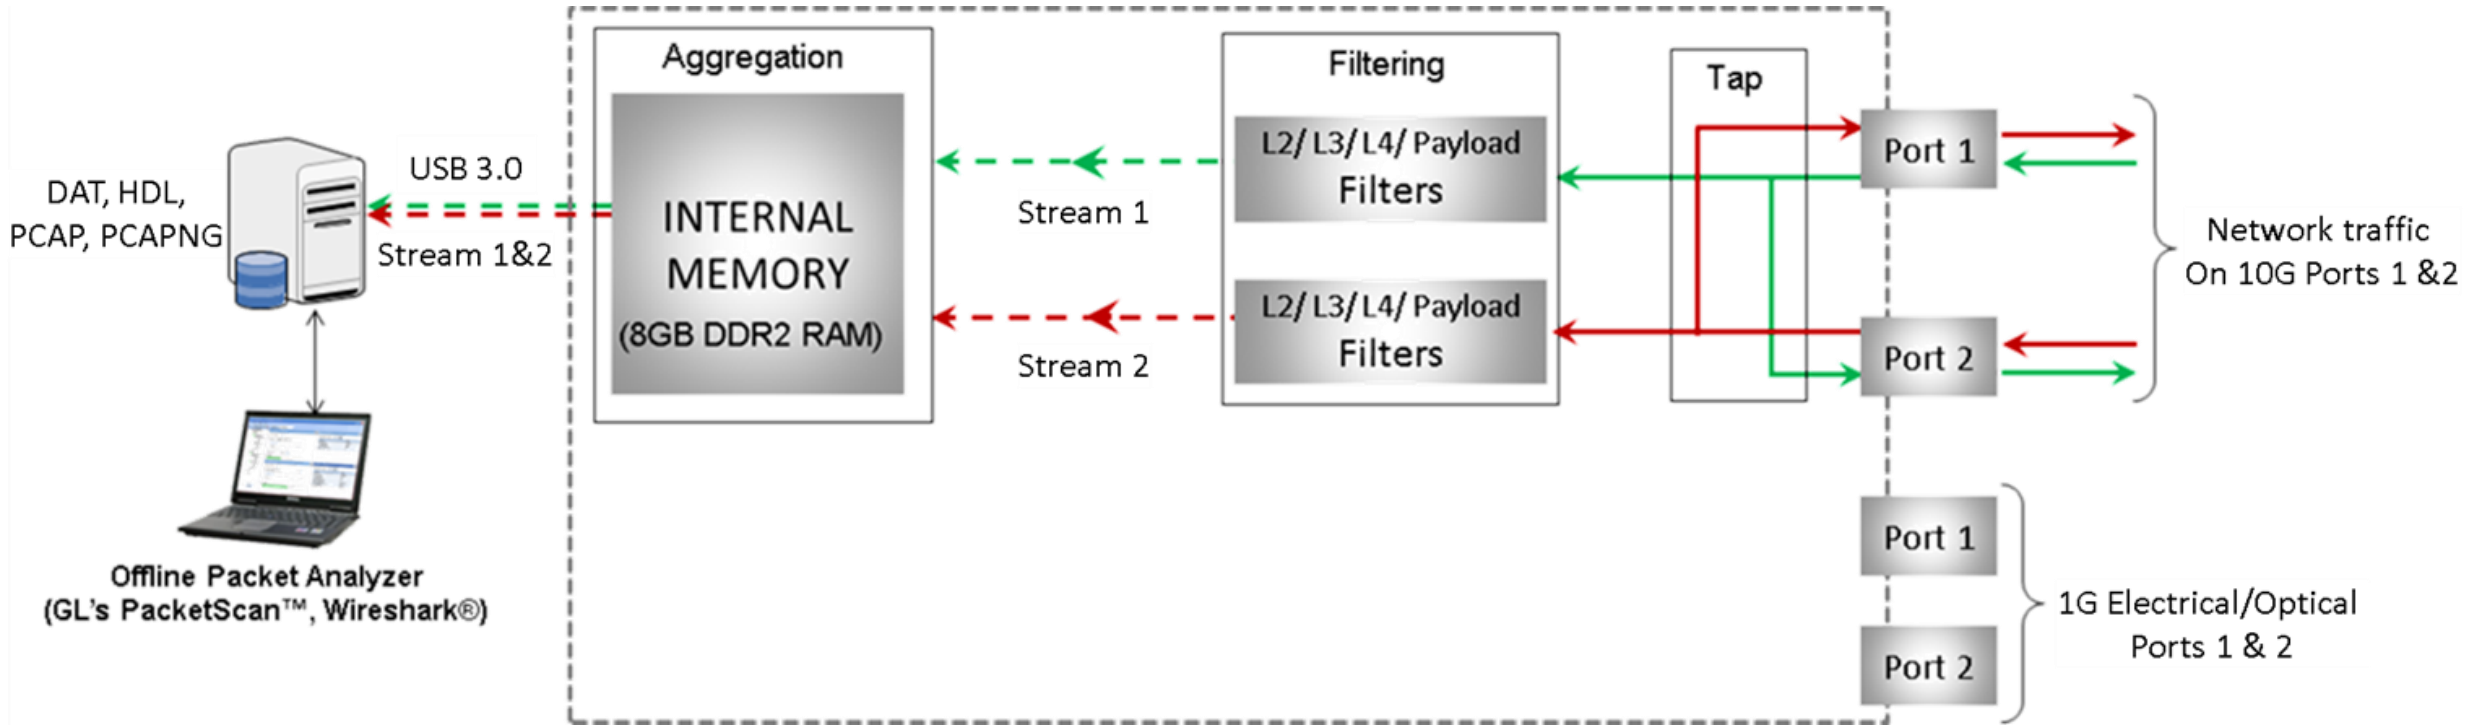 Aggregation
INTERNAL
MEMORY
(8GB DDR2 RAM)
Filtering
L2/ L3/ L4/ Payload
Filters
L2/ L3/ L4/ Payload
Filters
Tap
Port 1
Port 2
Network traffic
On 10G Ports 1 &2
Stream 1
Stream 2
USB 3.0
Stream 1&2
DAT, HDL,
PCAP, PCAPNG
Offline Packet Analyzer
(GL's PacketScan™, Wireshark®)
Port 1
Port 2
1G Electrical/Optical
Ports 1 & 2